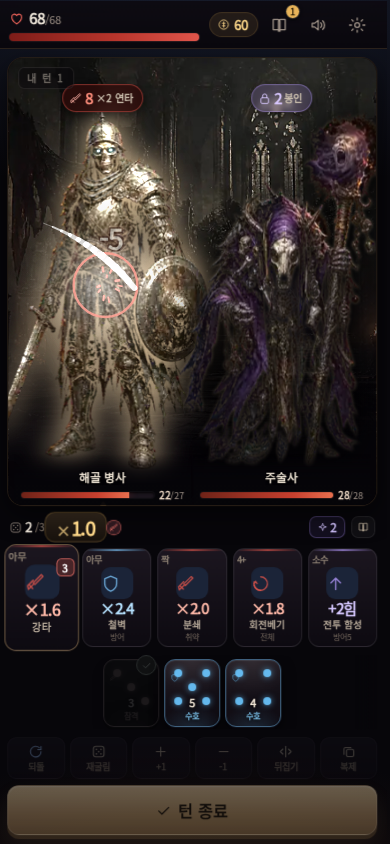 68/68
60
1
내 턴 1
8 ×2 연타
2 봉인
-5
해골 병사
주술사
22/27
28/28
2/3
×1.0
2
아무
3
×1.6
강타
아무
×2.4
철벽
방어
짝
×2.0
분쇄
취약
4+
×1.8
회전베기
전체
소수
+2힘
전투 함성
방어5
3
5
수호
4
수호
되돌
재굴림
+1
-1
뒤집기
복제
턴 종료